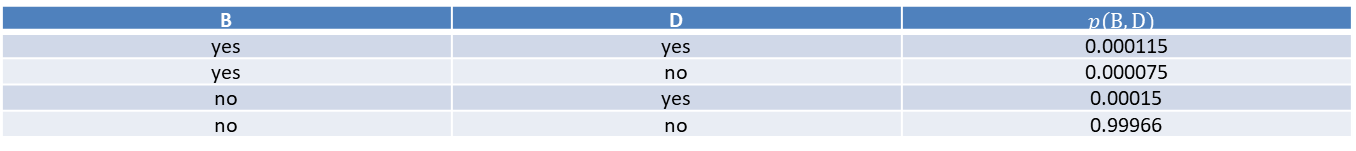 B D p(B,D)
yes yes 0.000115
yes no 0.000075
no yes 0.00015
no no 0.99966